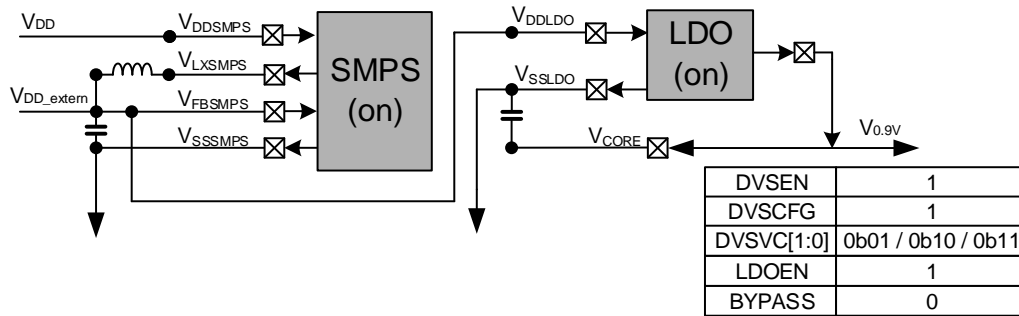 VDD
VDDSMPS
VLXSMPS
VDD_extern
VFBSMPS
VSSSMPS
SMPS
(on)
VDDLDO
VSSLDO
LDO
(on)
VCORE
V0.9V
DVSEN 1
DVSCFG 1
DVSVC[1:0] 0b01 / 0b10 / 0b11
LDOEN 1
BYPASS 0